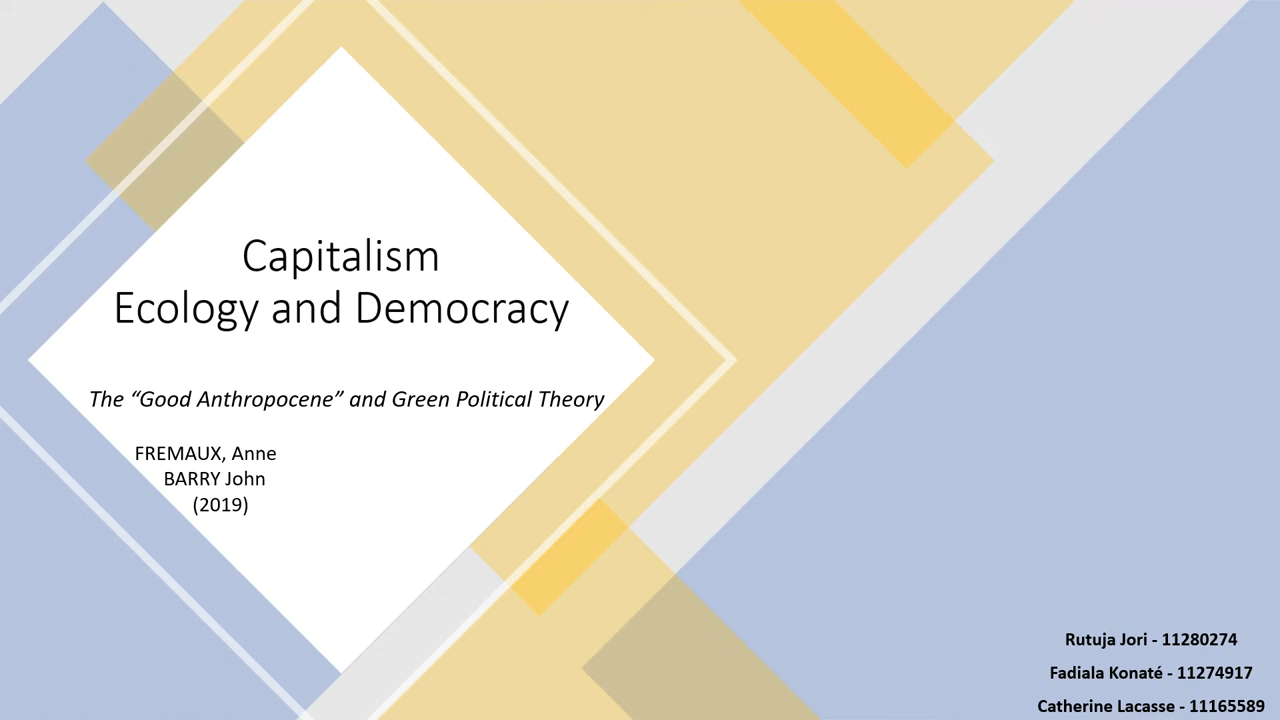 Capitalism
Ecology and Democracy
The “Good Anthropocene” and Green Political Theory
FREMAUX, Anne
BARRY John
(2019)
Rutuja Jori - 11280274
Fadiala Konaté - 11274917
Catherine Lacasse - 11165589